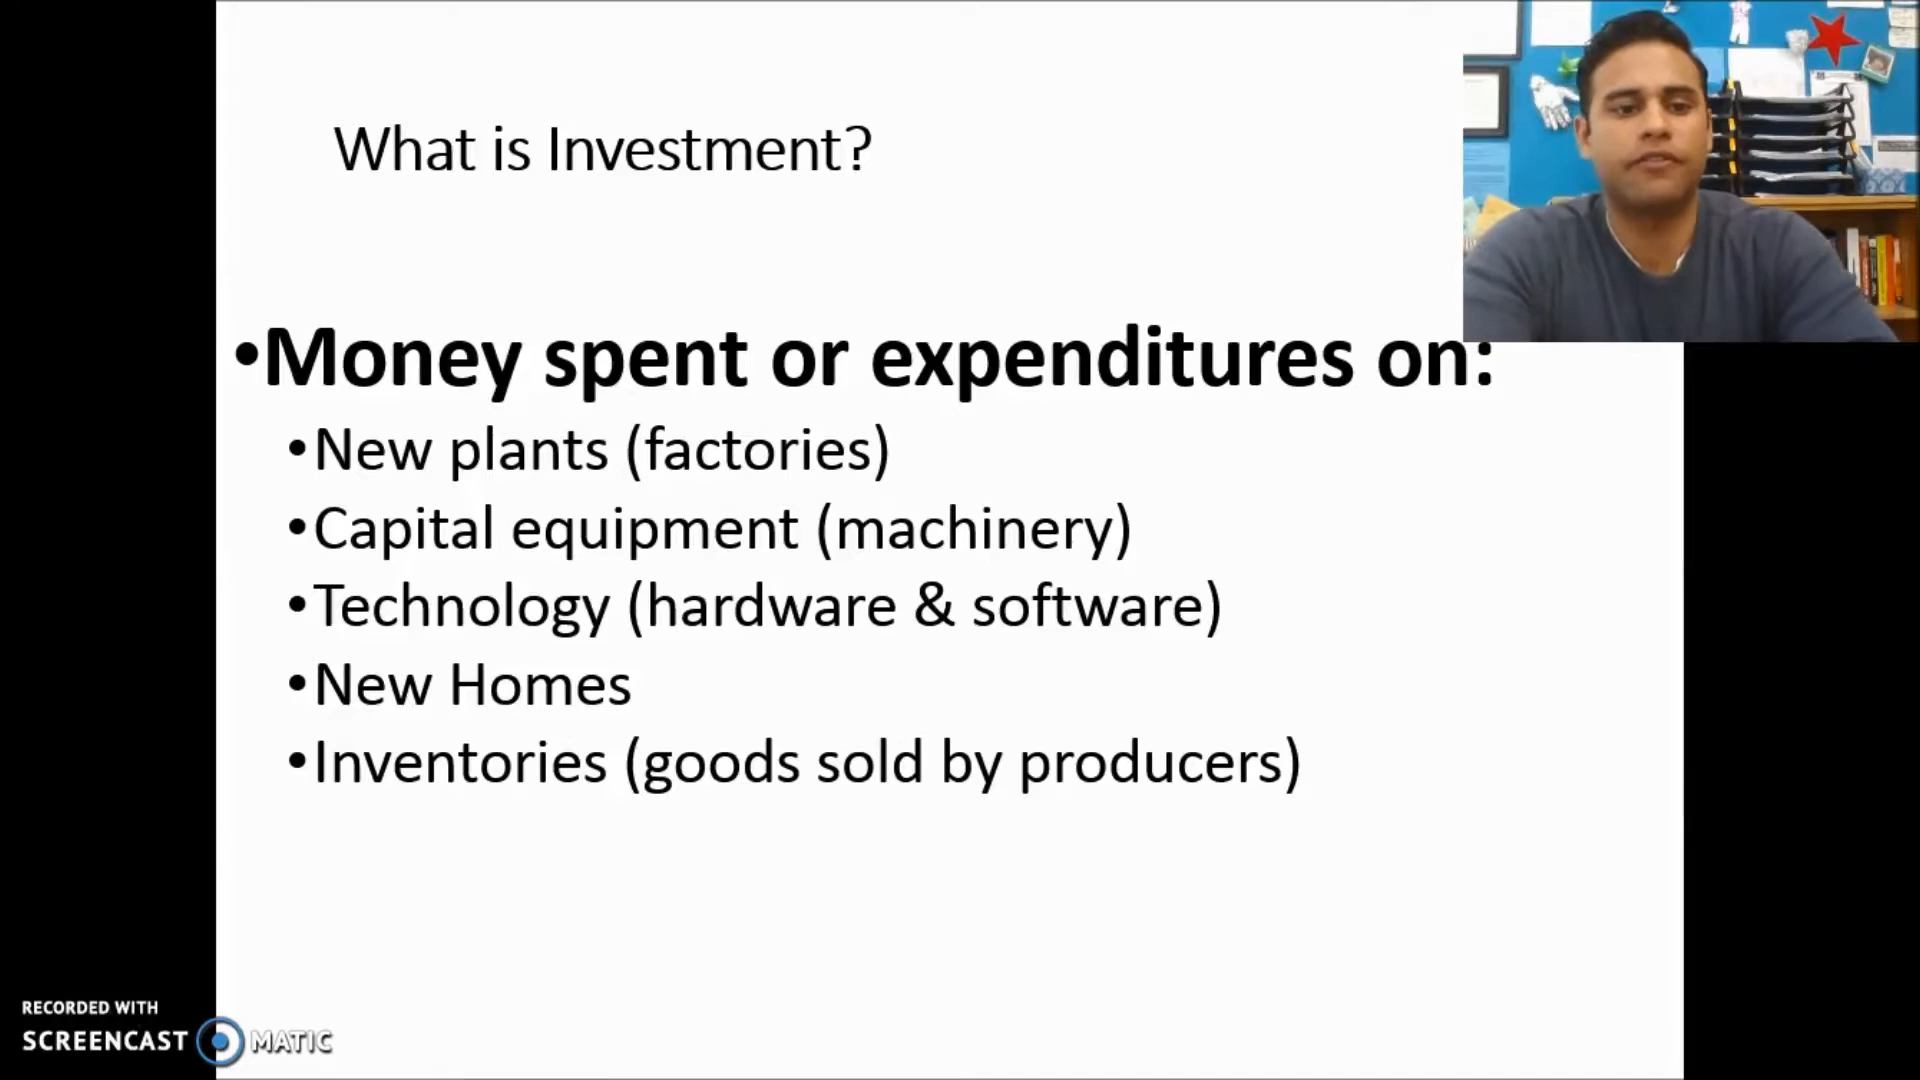 What is Investment?
•Money spent or expenditures on:
•New plants (factories)
•Capital equipment (machinery)
•Technology (hardware & software)
•New Homes
•Inventories (goods sold by producers)
RECORDED WITH
SCREENCAST MATIC